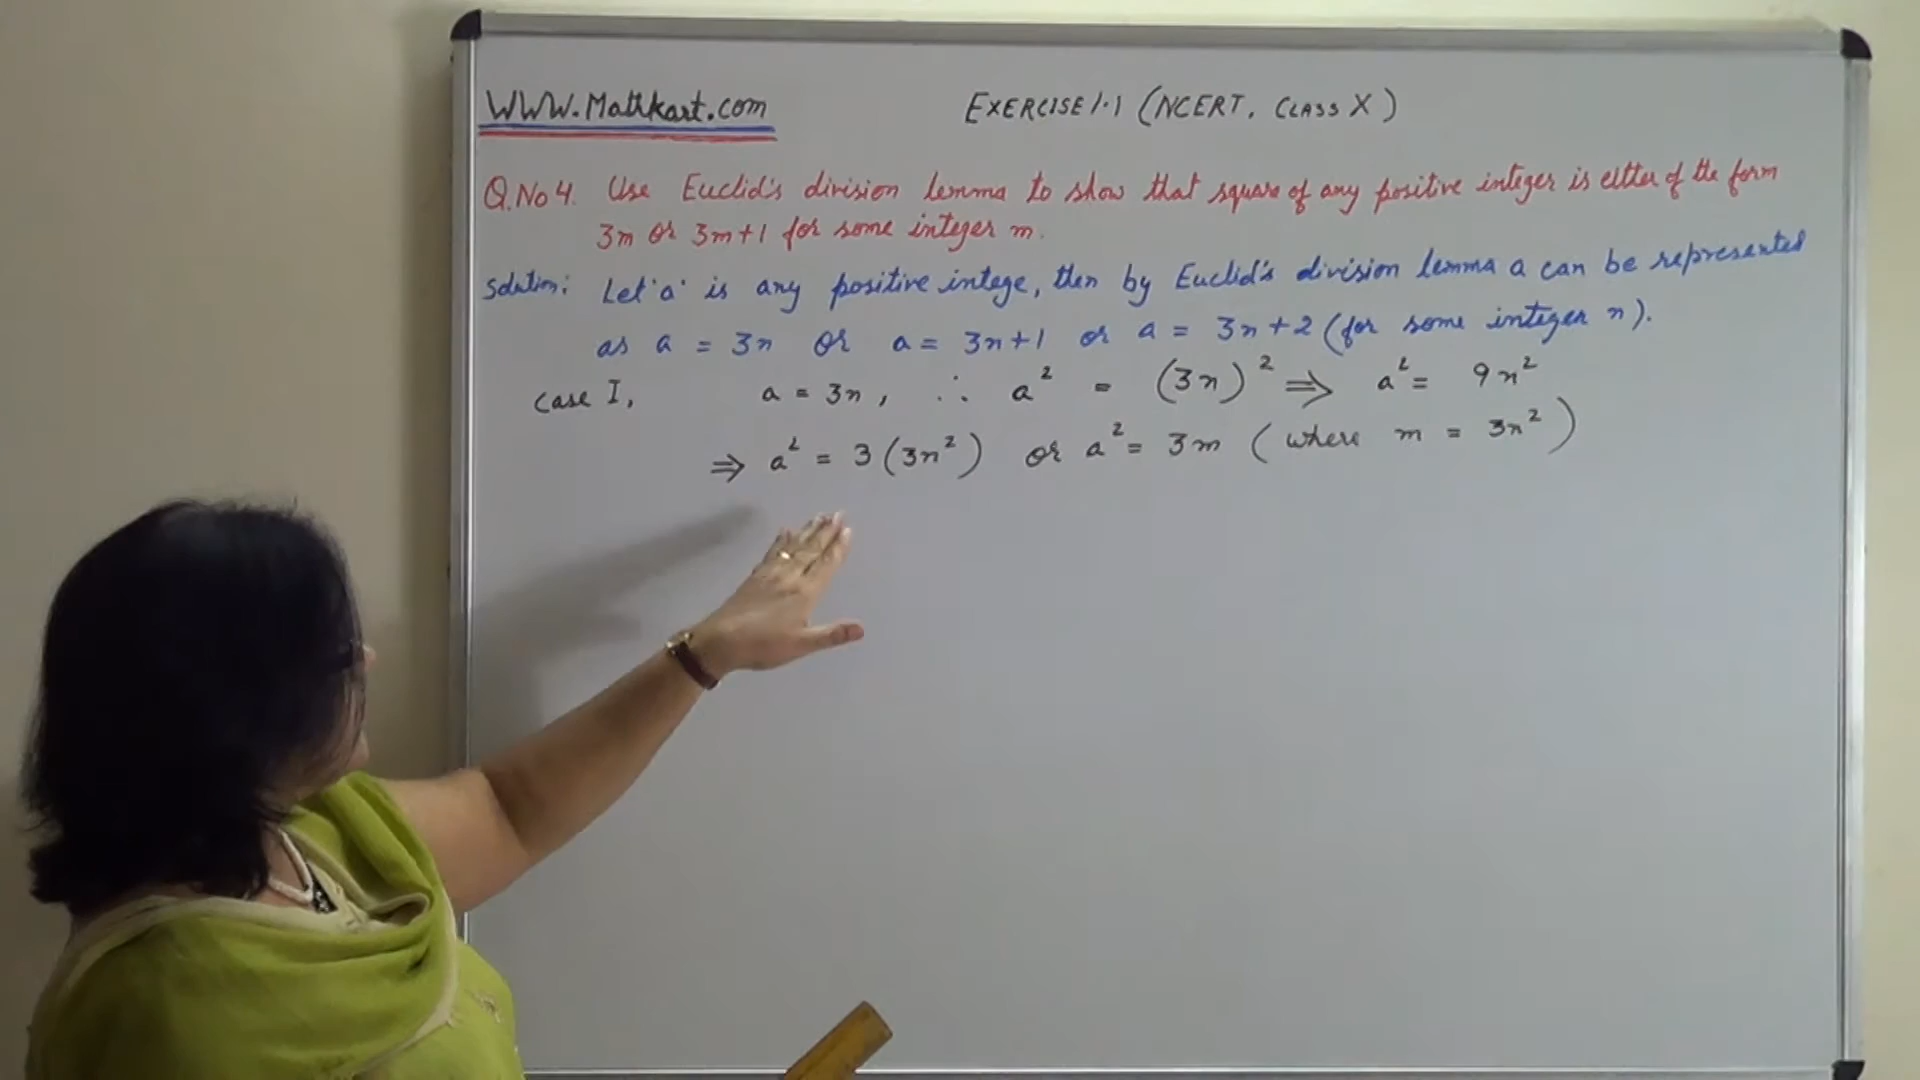 WWW.Mathkart.com
EXERCISE 1.1 (NCERT, CLASS X)
Q.No 4. Use Euclid's division lemma to show that square of any positive integer is either of the form
3m or 3m+1 for some integer m.
Solution: Let 'a' is any positive intege, then by Euclid's division lemma a can be represented
as a = 3n or a = 3n+1 or a = 3n+2 (for some integer n).
Case I, a = 3n, ∴ a² = (3n)² ⇒ a² = 9n²
⇒ a² = 3(3n²) or a² = 3m (where m = 3n²)